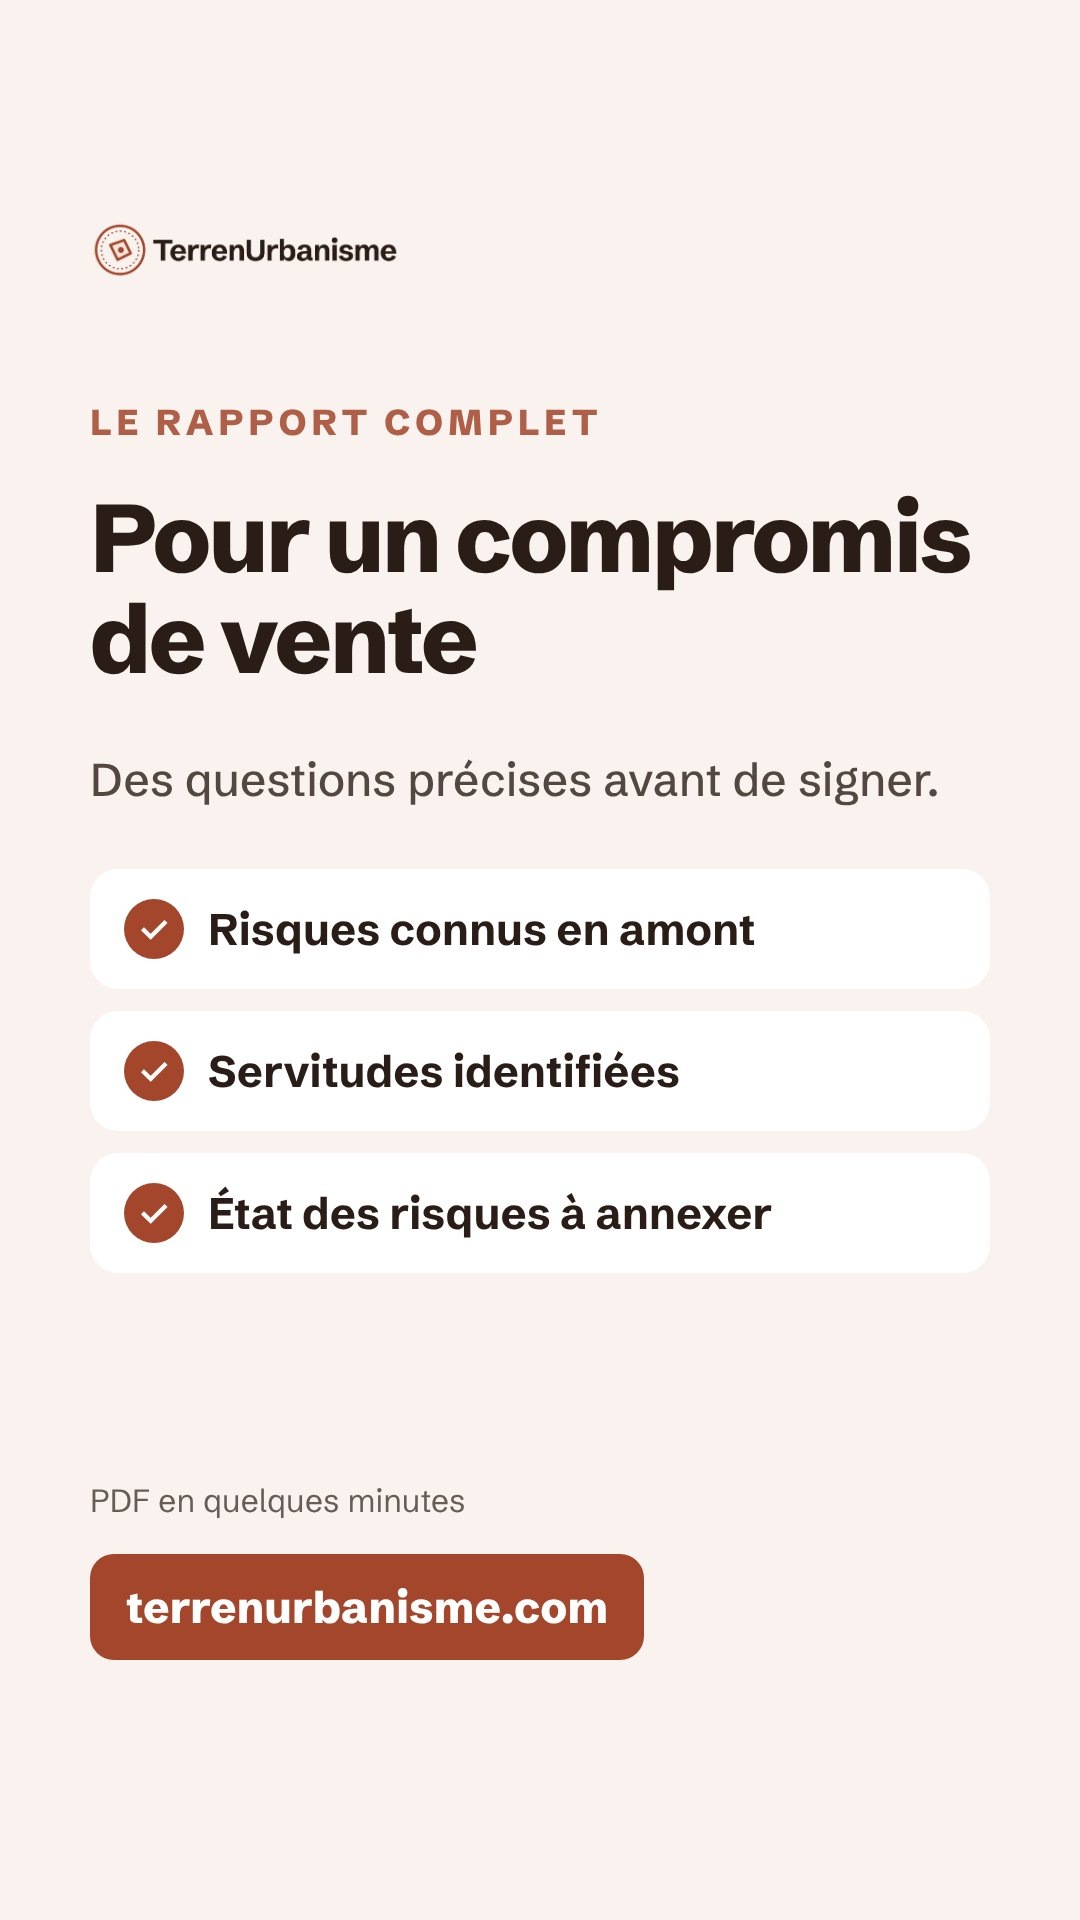 TerrenUrbanisme
LE RAPPORT COMPLET
Pour un compromis
de vente
Des questions précises avant de signer.
Risques connus en amont
Servitudes identifiées
État des risques à annexer
PDF en quelques minutes
terrenurbanisme.com